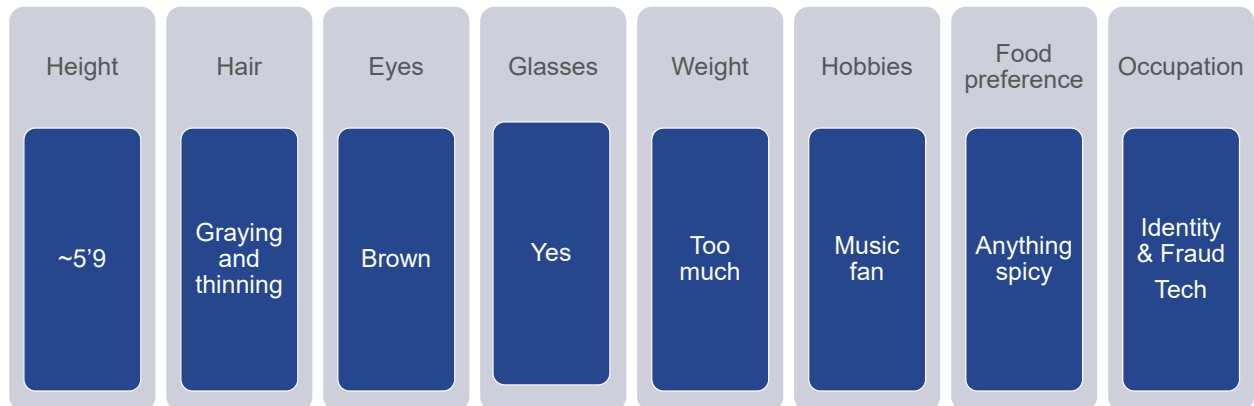 Height
~5’9
Hair
Graying
and
thinning
Eyes
Brown
Glasses
Yes
Weight
Too
much
Hobbies
Music
fan
Food
preference
Anything
spicy
Occupation
Identity
& Fraud
Tech